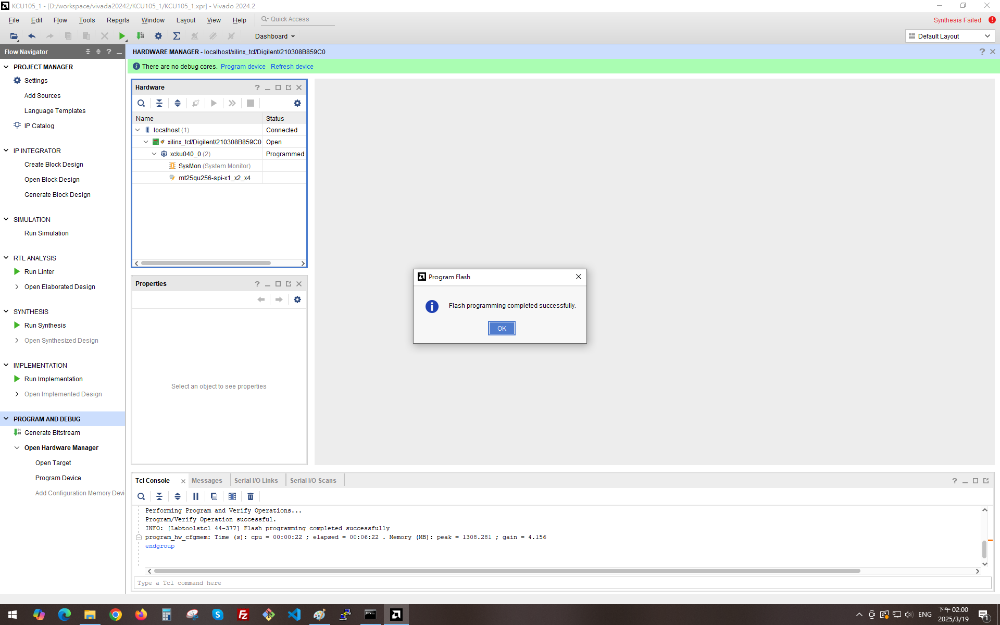 KCU105_1 - [D:/workspace/vivada20242/KCU105_1/KCU105_1.xpr] - Vivado 2024.2
File Edit Flow Tools Reports Window Layout View Help
Quick Access
Synthesis Failed
Dashboard
Default Layout
Flow Navigator
PROJECT MANAGER
Settings
Add Sources
Language Templates
IP Catalog
IP INTEGRATOR
Create Block Design
Open Block Design
Generate Block Design
SIMULATION
Run Simulation
RTL ANALYSIS
Run Linter
Open Elaborated Design
SYNTHESIS
Run Synthesis
Open Synthesized Design
IMPLEMENTATION
Run Implementation
Open Implemented Design
PROGRAM AND DEBUG
Generate Bitstream
Open Hardware Manager
Open Target
Program Device
Add Configuration Memory Devi
HARDWARE MANAGER - localhost/xilinx_tcf/Digilent/210308B859C0
There are no debug cores. Program device Refresh device
Hardware
Name Status
localhost (1) Connected
xilinx_tcf/Digilent/210308B859C0 Open
xcku040_0 (2) Programmed
SysMon (System Monitor)
mt25qu256-spi-x1_x2_x4
Properties
Select an object to see properties
Program Flash
Flash programming completed successfully.
OK
Tcl Console Messages Serial I/O Links Serial I/O Scans
Performing Program and Verify Operations...
Program/Verify Operation successful.
INFO: [Labtoolstcl 44-377] Flash programming completed successfully
program_hw_cfgmem: Time (s): cpu = 00:00:22 ; elapsed = 00:06:22 . Memory (MB): peak = 1308.281 ; gain = 4.156
endgroup
Type a Tcl command here
ENG
下午 02:00
2025/3/19
1